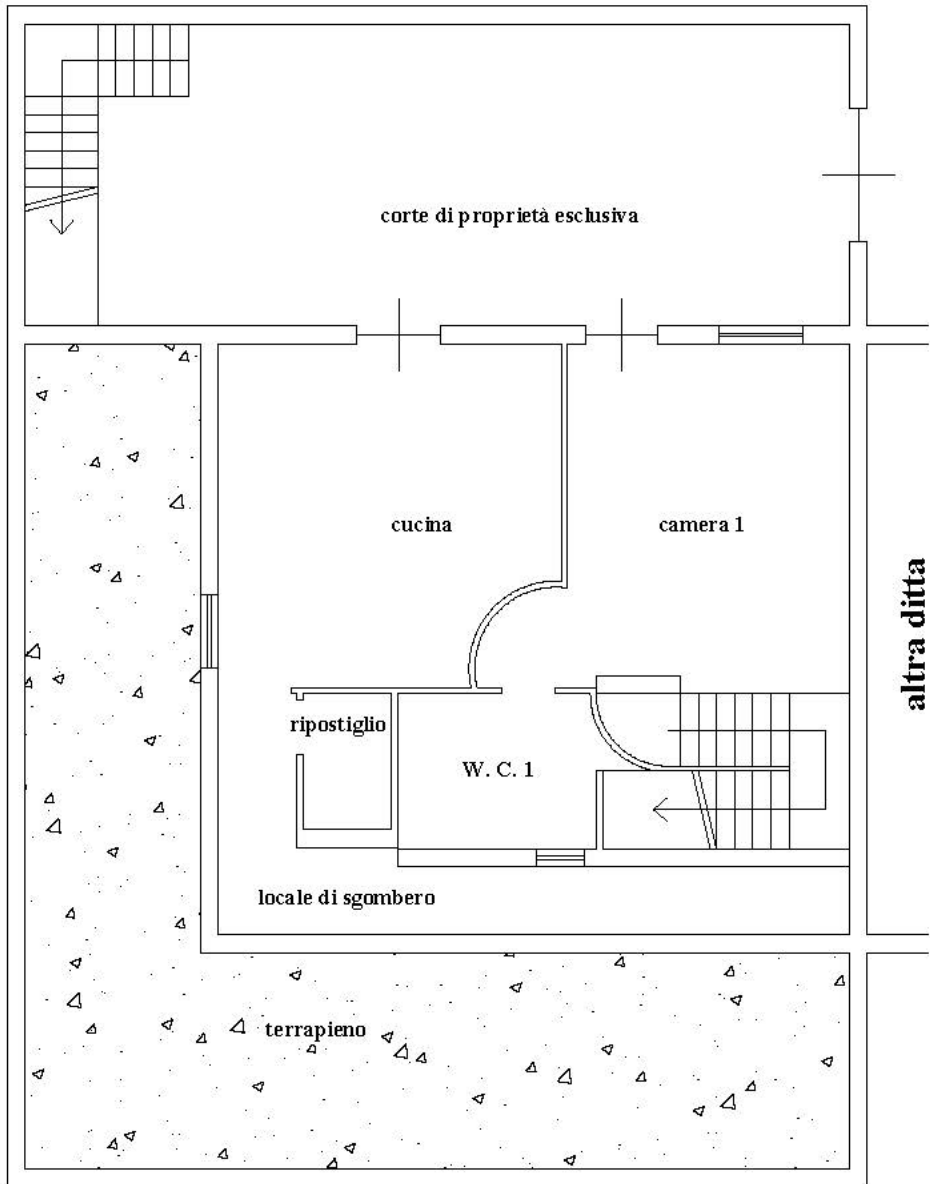 corte di proprietà esclusiva
cucina
camera 1
altra ditta
ripostiglio
W. C. 1
locale di sgombero
terrapieno